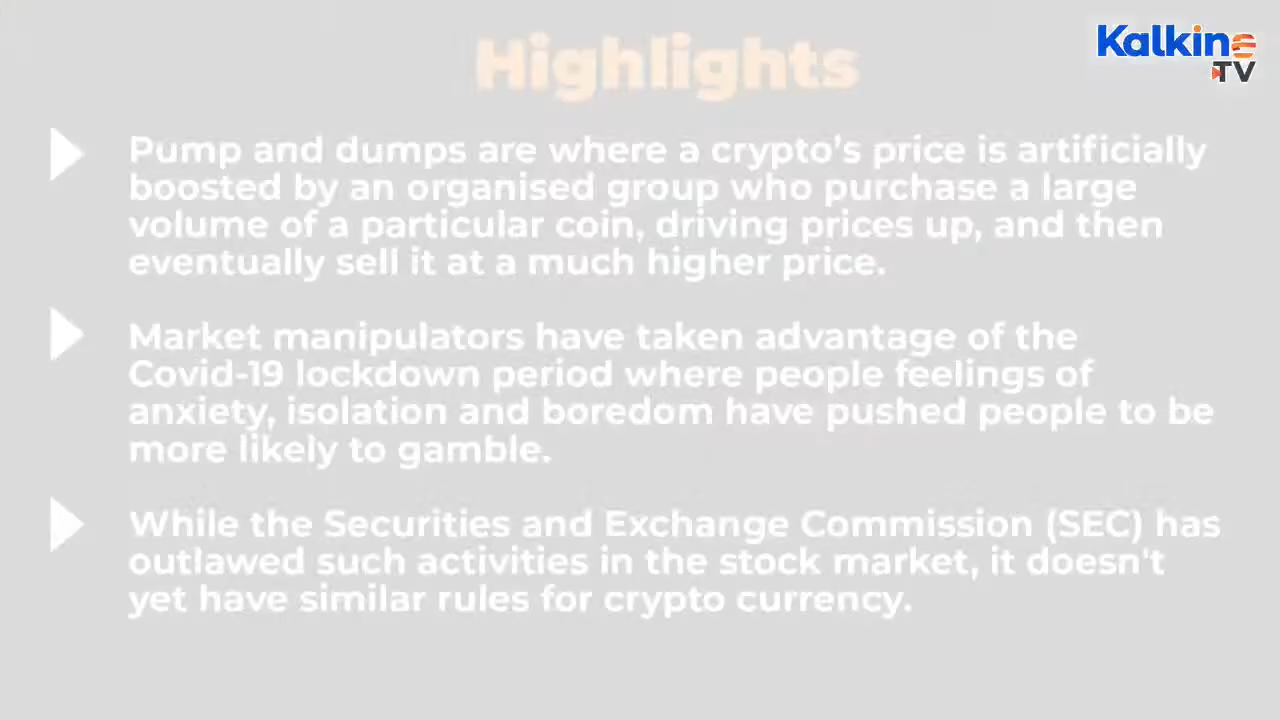 Highlights
Kalkine
TV
Pump and dumps are where a crypto's price is artificially
boosted by an organised group who purchase a large
volume of a particular coin, driving prices up, and then
eventually sell it at a much higher price.
Market manipulators have taken advantage of the
Covid-19 lockdown period where people feelings of
anxiety, isolation and boredom have pushed people to be
more likely to gamble.
While the Securities and Exchange Commission (SEC) has
outlawed such activities in the stock market, it doesn't
yet have similar rules for crypto currency.